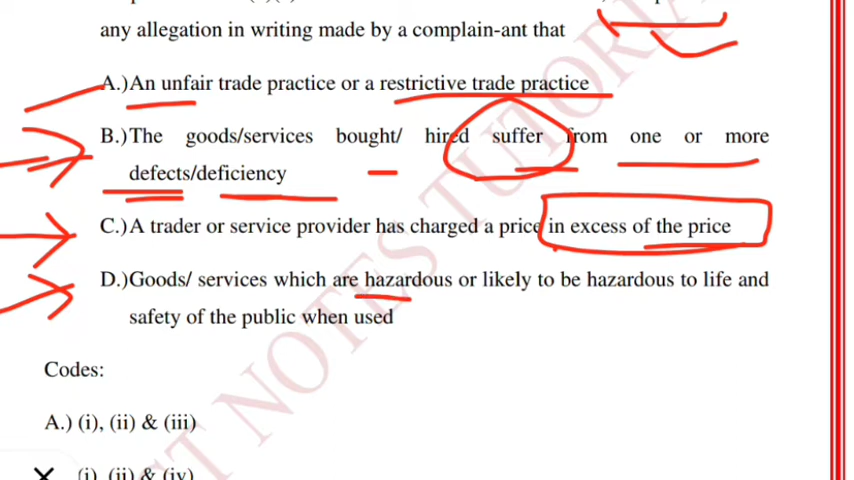 any allegation in writing made by a complain-ant that
A.)An unfair trade practice or a restrictive trade practice
B.)The goods/services bought/ hired suffer from one or more
defects/deficiency
C.)A trader or service provider has charged a price in excess of the price
D.)Goods/ services which are hazardous or likely to be hazardous to life and
safety of the public when used
Codes:
A.) (i), (ii) & (iii)
(i), (ii) & (iv)
NOTES TUTORIA